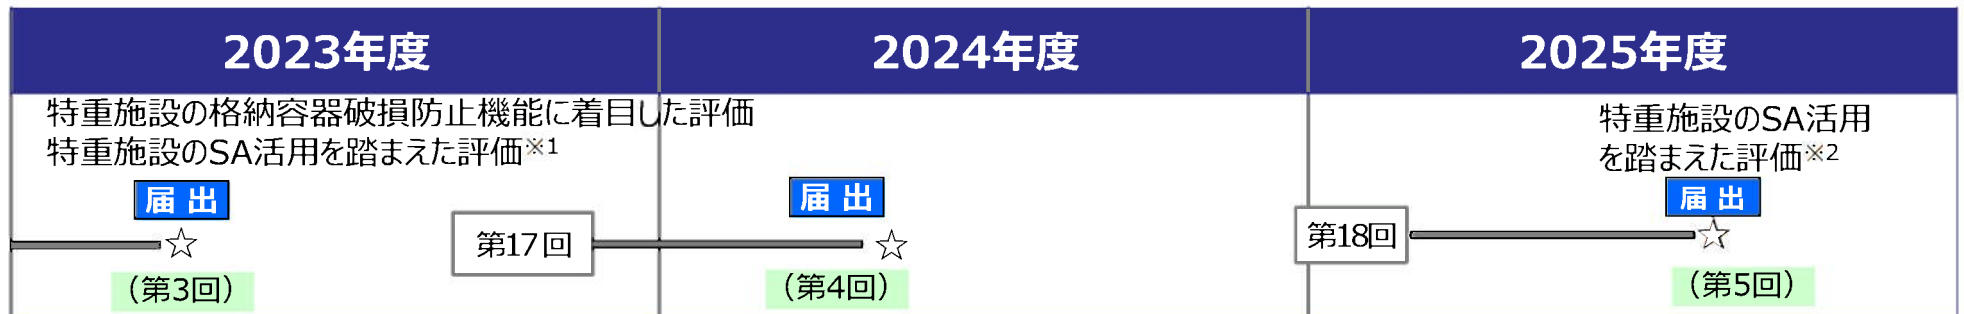 2023年度
2024年度
2025年度
特重施設の格納容器破損防止機能に着目した評価
特重施設のSA活用を踏まえた評価※1
特重施設のSA活用
を踏まえた評価※2
届出
届出
届出
第17回
第18回
（第3回）
（第4回）
（第5回）